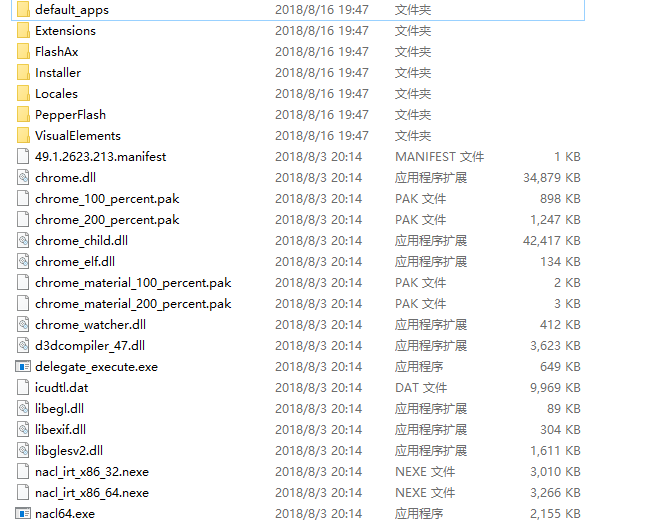 default_apps 2018/8/16 19:47 文件夹
Extensions 2018/8/16 19:47 文件夹
FlashAx 2018/8/16 19:47 文件夹
Installer 2018/8/16 19:47 文件夹
Locales 2018/8/16 19:47 文件夹
PepperFlash 2018/8/16 19:47 文件夹
VisualElements 2018/8/16 19:47 文件夹
49.1.2623.213.manifest 2018/8/3 20:14 MANIFEST 文件 1 KB
chrome.dll 2018/8/3 20:14 应用程序扩展 34,879 KB
chrome_100_percent.pak 2018/8/3 20:14 PAK 文件 898 KB
chrome_200_percent.pak 2018/8/3 20:14 PAK 文件 1,247 KB
chrome_child.dll 2018/8/3 20:14 应用程序扩展 42,417 KB
chrome_elf.dll 2018/8/3 20:14 应用程序扩展 134 KB
chrome_material_100_percent.pak 2018/8/3 20:14 PAK 文件 2 KB
chrome_material_200_percent.pak 2018/8/3 20:14 PAK 文件 3 KB
chrome_watcher.dll 2018/8/3 20:14 应用程序扩展 412 KB
d3dcompiler_47.dll 2018/8/3 20:14 应用程序扩展 3,623 KB
delegate_execute.exe 2018/8/3 20:14 应用程序 649 KB
icudtl.dat 2018/8/3 20:14 DAT 文件 9,969 KB
libegl.dll 2018/8/3 20:14 应用程序扩展 89 KB
libexif.dll 2018/8/3 20:14 应用程序扩展 304 KB
libglesv2.dll 2018/8/3 20:14 应用程序扩展 1,611 KB
nacl_irt_x86_32.nexe 2018/8/3 20:14 NEXE 文件 3,010 KB
nacl_irt_x86_64.nexe 2018/8/3 20:14 NEXE 文件 3,266 KB
nacl64.exe 2018/8/3 20:14 应用程序 2,155 KB